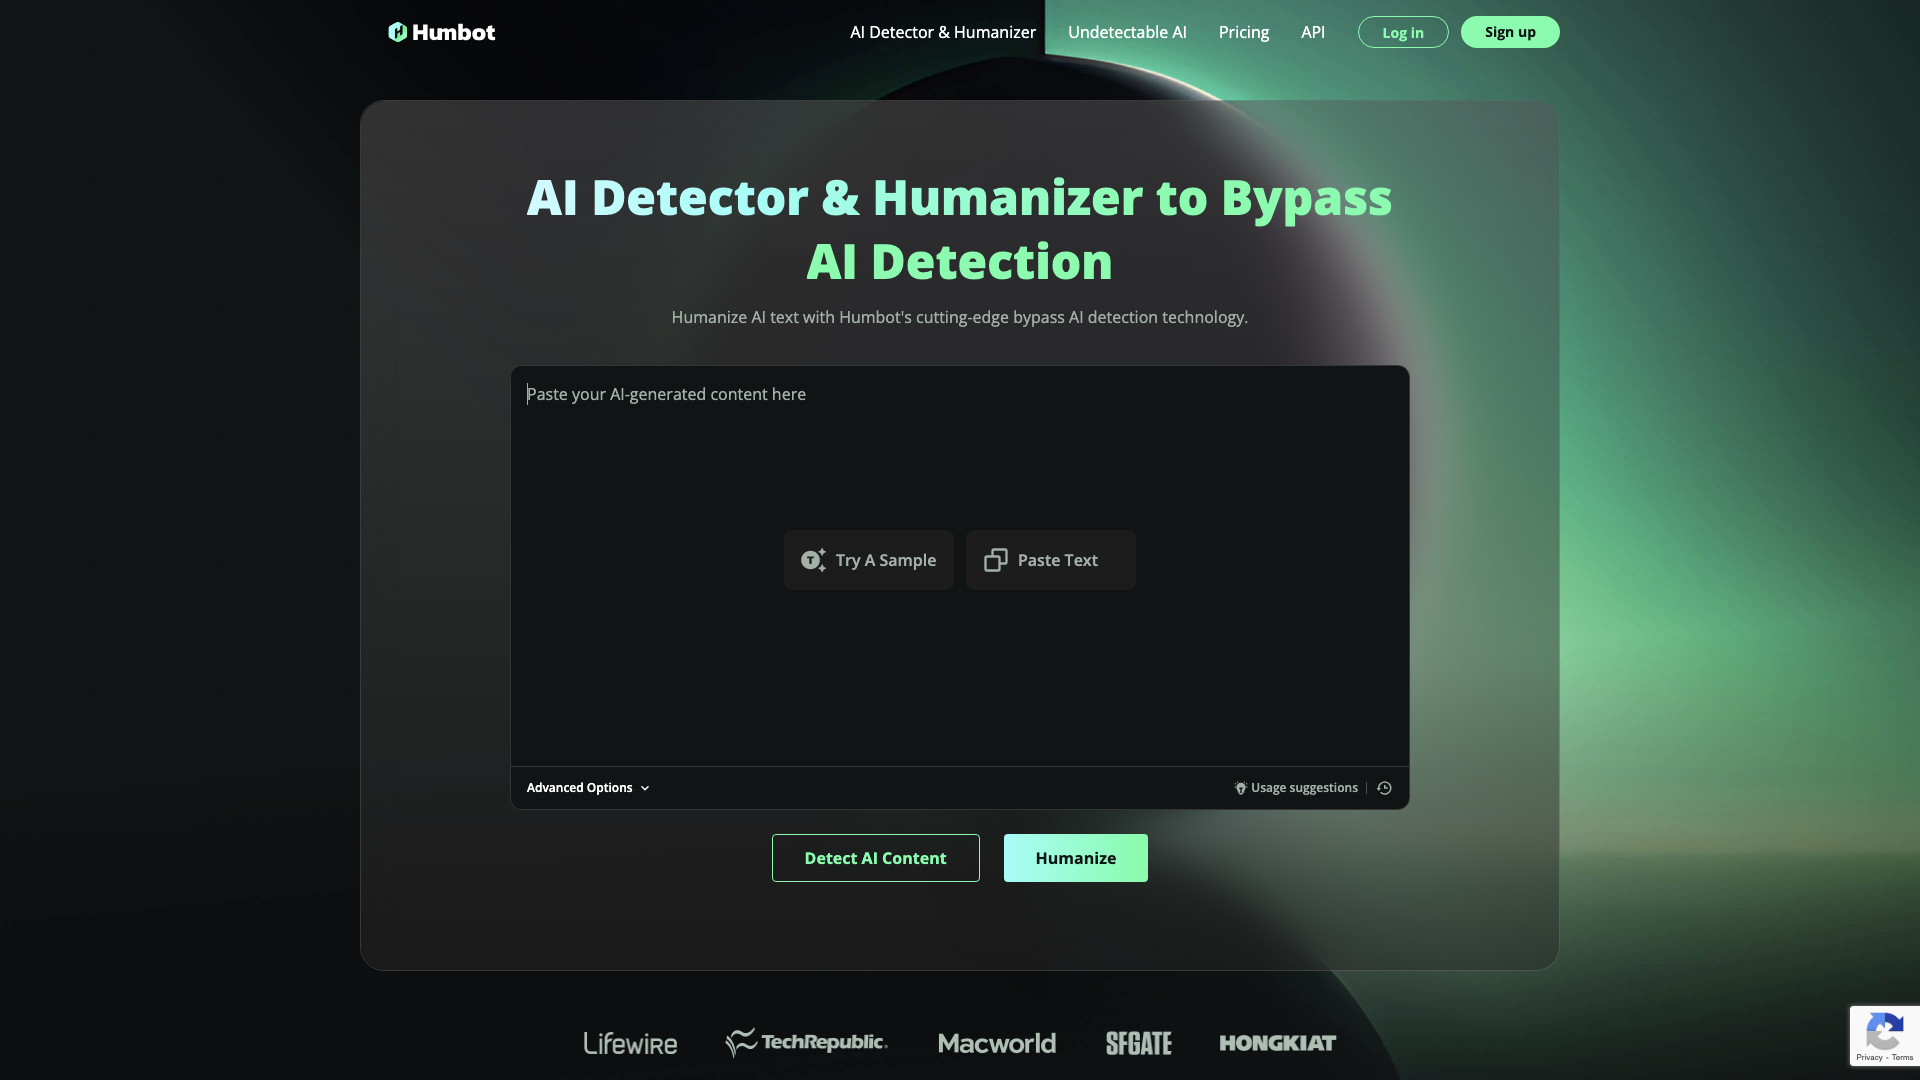 Humbot
AI Detector & Humanizer
Undetectable AI
Pricing
API
Log in
Sign up
AI Detector & Humanizer to Bypass
AI Detection
Humanize AI text with Humbot's cutting-edge bypass AI detection technology.
Paste your AI-generated content here
Try A Sample
Paste Text
Advanced Options
Usage suggestions
Detect AI Content
Humanize
Lifewire
TechRepublic.
Macworld
SFGATE
HONGKIAT
Privacy - Terms